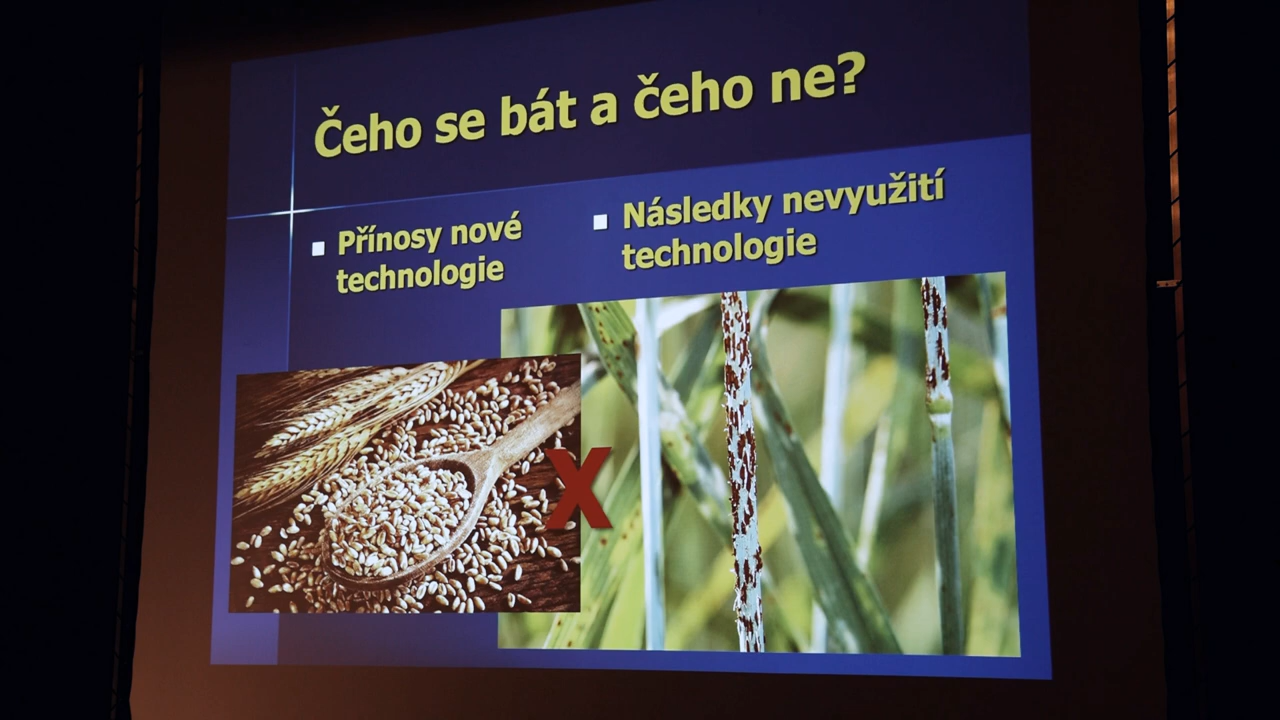 Čeho se bát a čeho ne?
Přínosy nové
technologie
Následky nevyužití
technologie
X